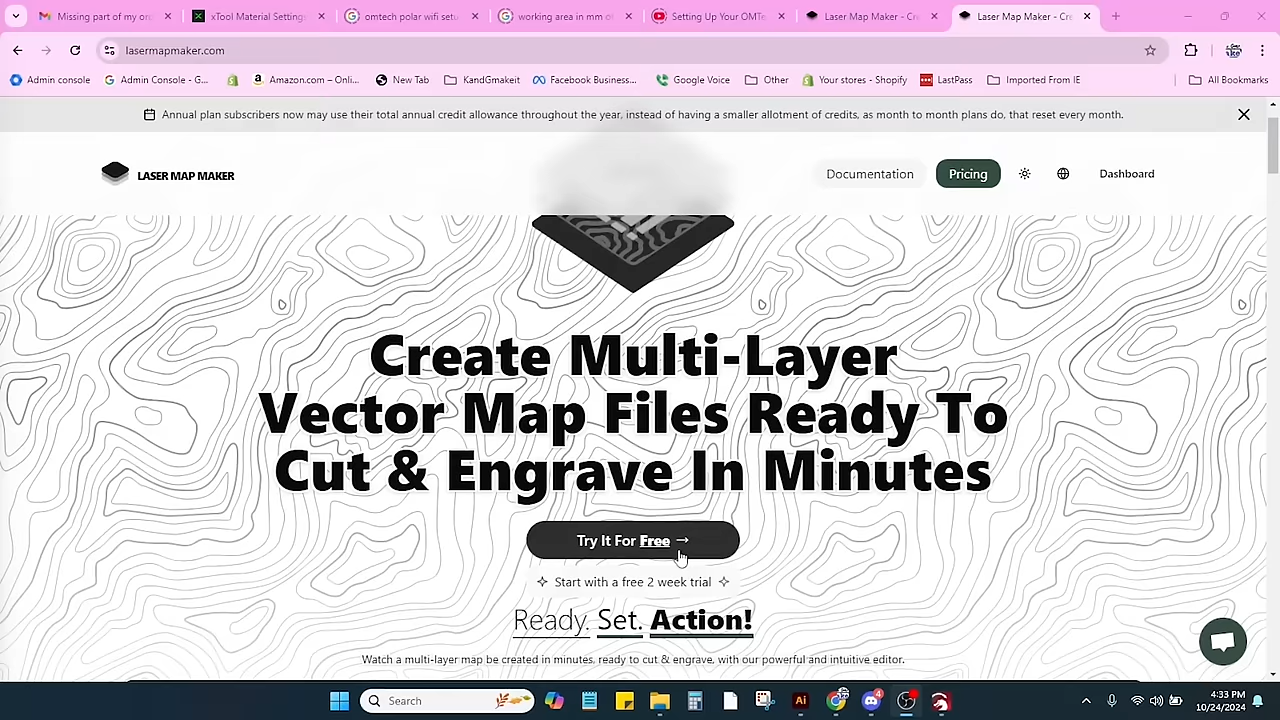 Missing part of my or
xTool Material Setting
omtech polar wifi setu
working area in mm o
Setting Up Your OMTe
Laser Map Maker - Cre
Laser Map Maker - Cre
lasermapmaker.com
Admin console
Admin Console - G...
Amazon.com – Onli...
New Tab
KandGmakeit
Facebook Business...
Google Voice
Other
Your stores - Shopify
LastPass
Imported From IE
All Bookmarks
Annual plan subscribers now may use their total annual credit allowance throughout the year, instead of having a smaller allotment of credits, as month to month plans do, that reset every month.
LASER MAP MAKER
Documentation
Pricing
Dashboard
Create Multi-Layer
Vector Map Files Ready To
Cut & Engrave In Minutes
Try It For Free →
Start with a free 2 week trial
Ready. Set. Action!
Watch a multi-layer map be created in minutes, ready to cut & engrave, with our powerful and intuitive editor.
Search
4:33 PM
10/24/2024